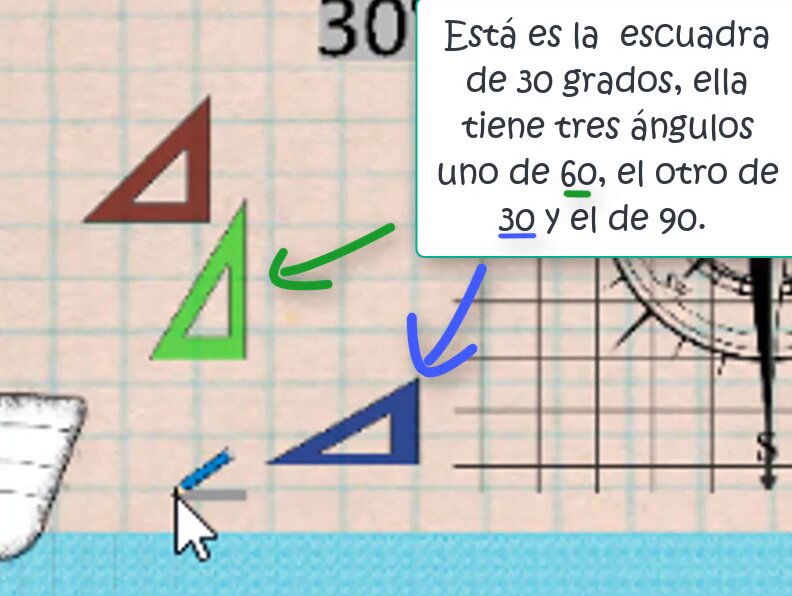 30°
Está es la escuadra
de 30 grados, ella
tiene tres ángulos
uno de 60, el otro de
30 y el de 90.
S